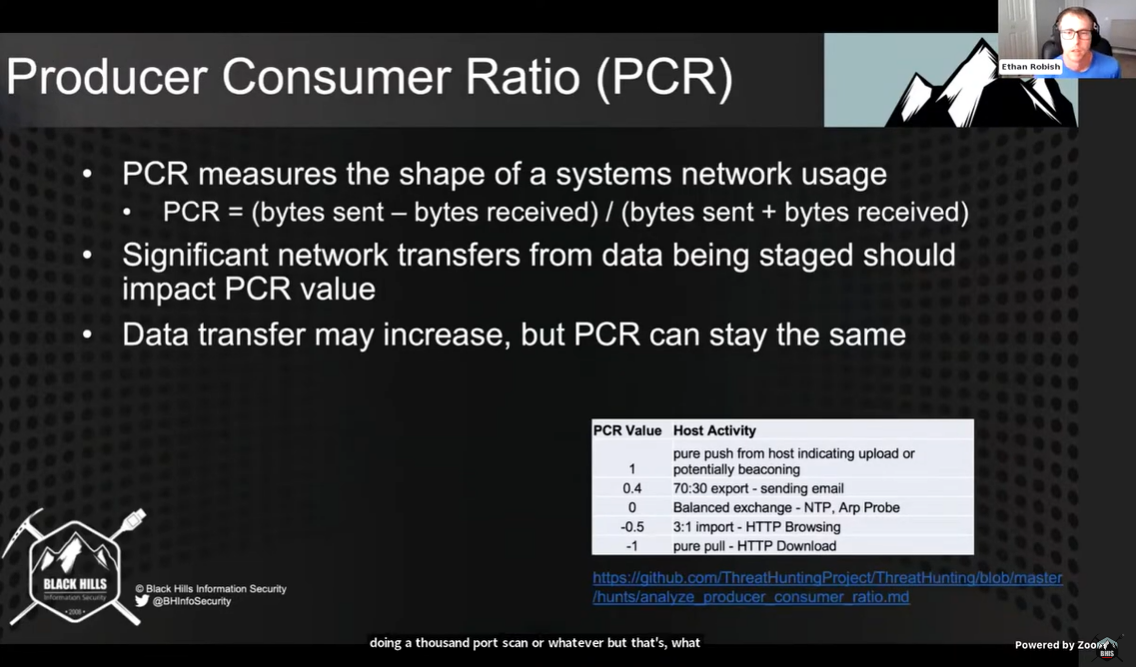 Ethan Robish
Producer Consumer Ratio (PCR)
• PCR measures the shape of a systems network usage
• PCR = (bytes sent – bytes received) / (bytes sent + bytes received)
• Significant network transfers from data being staged should
impact PCR value
• Data transfer may increase, but PCR can stay the same
PCR Value Host Activity
pure push from host indicating upload or
1 potentially beaconing
0.4 70:30 export - sending email
0 Balanced exchange - NTP, Arp Probe
-0.5 3:1 import - HTTP Browsing
-1 pure pull - HTTP Download
https://github.com/ThreatHuntingProject/ThreatHunting/blob/master
/hunts/analyze_producer_consumer_ratio.md
BLACK HILLS
Information Security
• 2008 •
© Black Hills Information Security
@BHInfoSecurity
doing a thousand port scan or whatever but that's, what
Powered by Zoom
BHIS